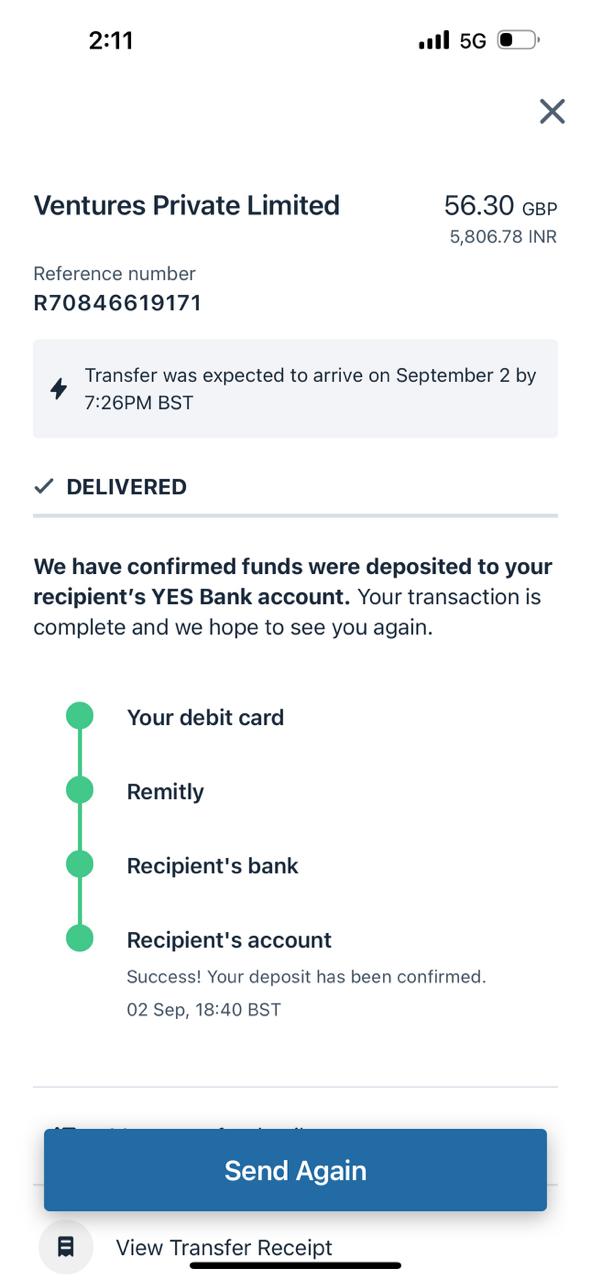 2:11
5G
Ventures Private Limited
56.30 GBP
5,806.78 INR
Reference number
R70846619171
Transfer was expected to arrive on September 2 by
7:26PM BST
DELIVERED
We have confirmed funds were deposited to your
recipient’s YES Bank account. Your transaction is
complete and we hope to see you again.
Your debit card
Remitly
Recipient's bank
Recipient's account
Success! Your deposit has been confirmed.
02 Sep, 18:40 BST
Send Again
View Transfer Receipt